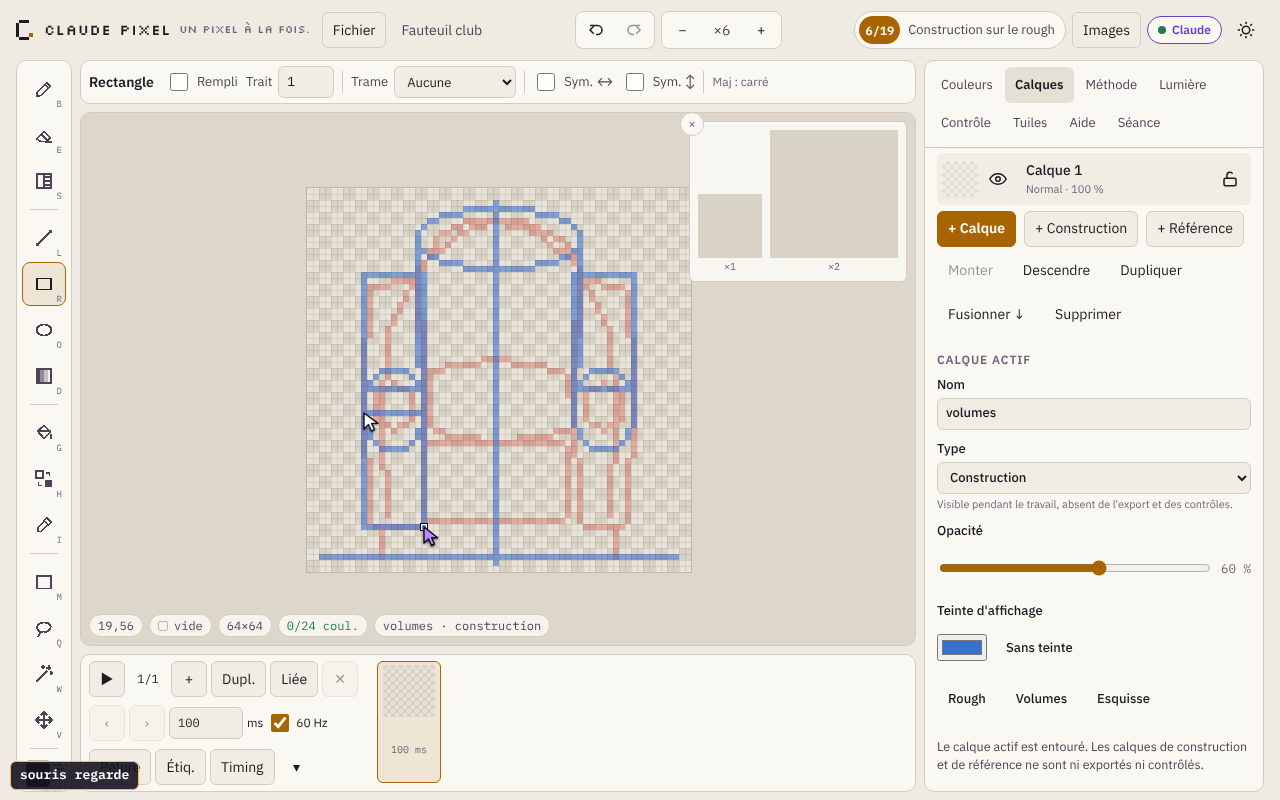 CLAUDE PIXEL UN PIXEL À LA FOIS.
Fichier
Fauteuil club
− ×6 +
6/19 Construction sur le rough
Images
Claude
Rectangle
Rempli
Trait 1
Trame Aucune
Sym. ↔
Sym. ↕
Maj : carré
B
E
S
L
R
O
D
G
H
I
M
Q
W
V
×
×1
×2
19,56
vide
64×64
0/24 coul.
volumes · construction
1/1
+
Dupl.
Liée
×
‹
›
100 ms
60 Hz
Étiq.
Timing
▼
100 ms
souris regarde
Couleurs
Calques
Méthode
Lumière
Contrôle
Tuiles
Aide
Séance
Calque 1
Normal · 100 %
+ Calque
+ Construction
+ Référence
Monter
Descendre
Dupliquer
Fusionner ↓
Supprimer
CALQUE ACTIF
Nom
volumes
Type
Construction
Visible pendant le travail, absent de l'export et des contrôles.
Opacité
60 %
Teinte d'affichage
Sans teinte
Rough
Volumes
Esquisse
Le calque actif est entouré. Les calques de construction
et de référence ne sont ni exportés ni contrôlés.